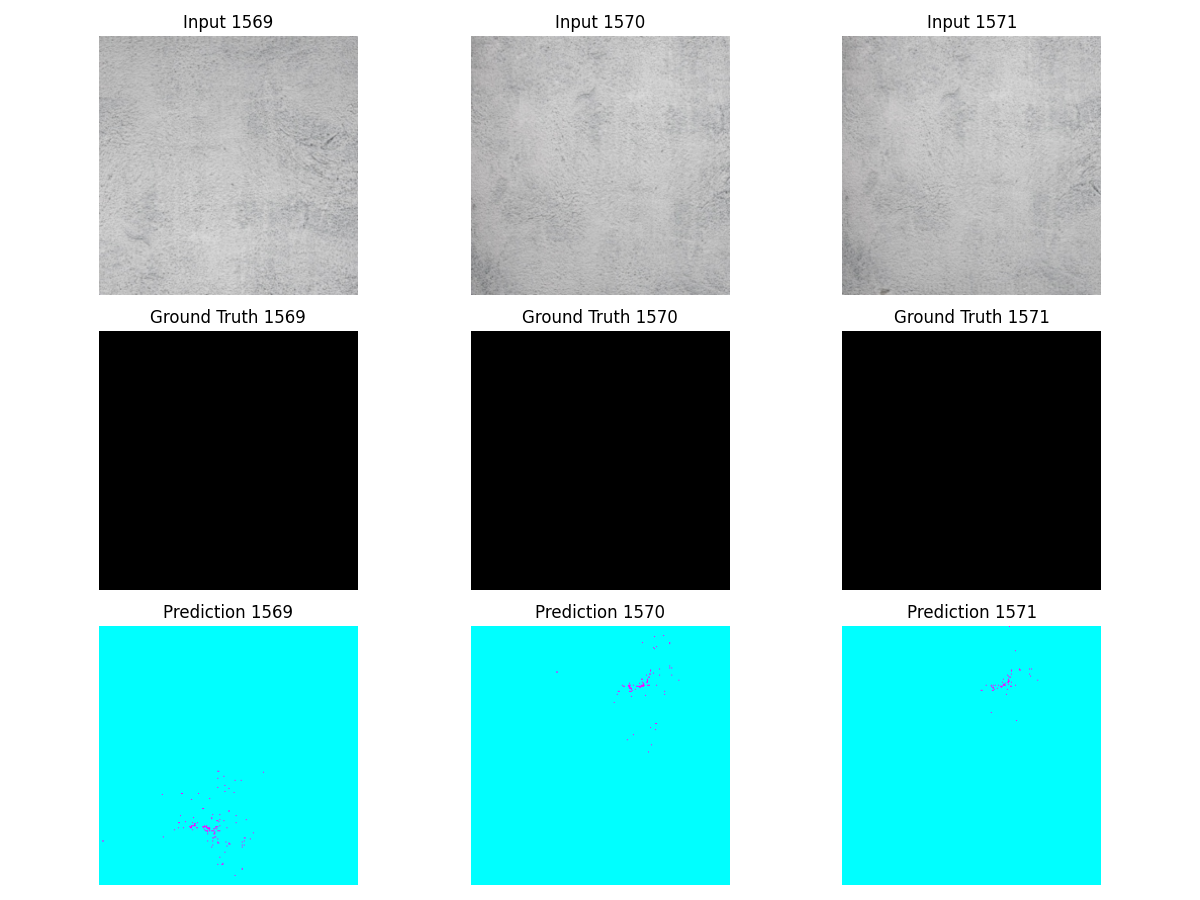 Input 1569
Input 1570
Input 1571
Ground Truth 1569
Ground Truth 1570
Ground Truth 1571
Prediction 1569
Prediction 1570
Prediction 1571